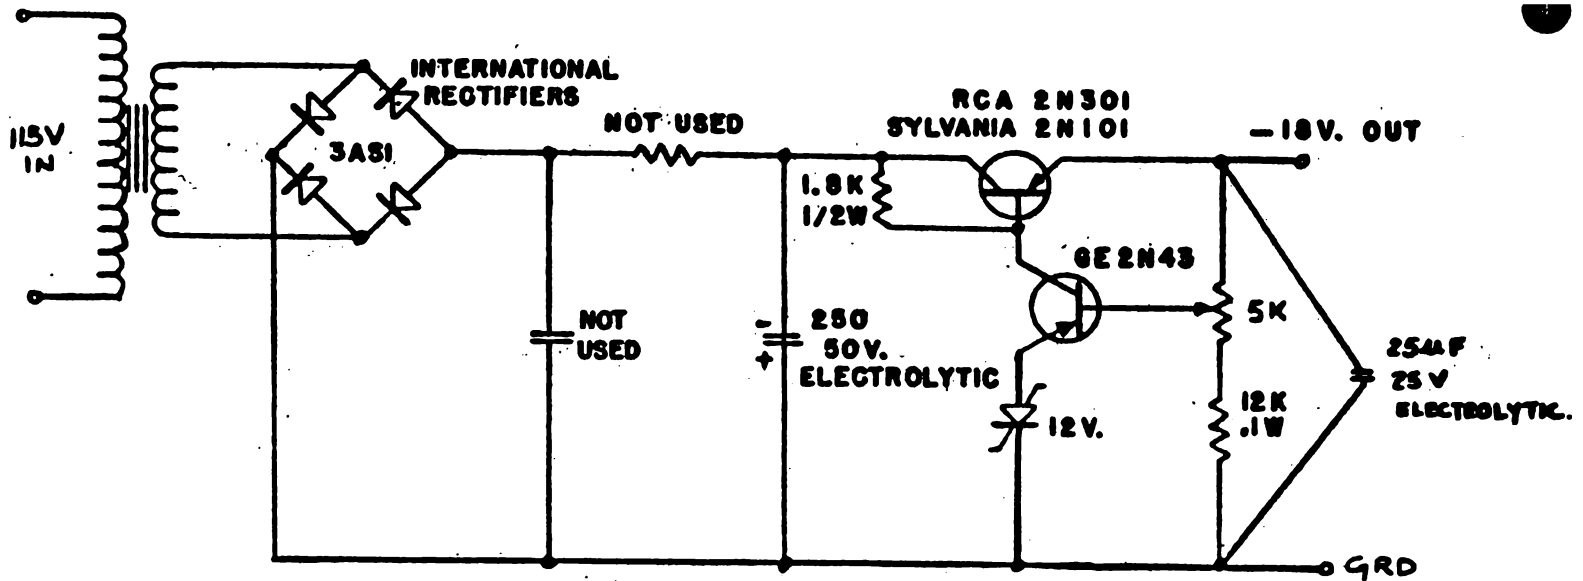 115V
IN
INTERNATIONAL
RECTIFIERS
3AS1
NOT USED
NOT
USED
-
250
+
50V.
ELECTROLYTIC
1.8K
1/2W
RCA 2N301
SYLVANIA 2N101
GE 2N43
12V.
-18V. OUT
5K
12K
.1W
25µF
25V
ELECTROLYTIC.
GRD